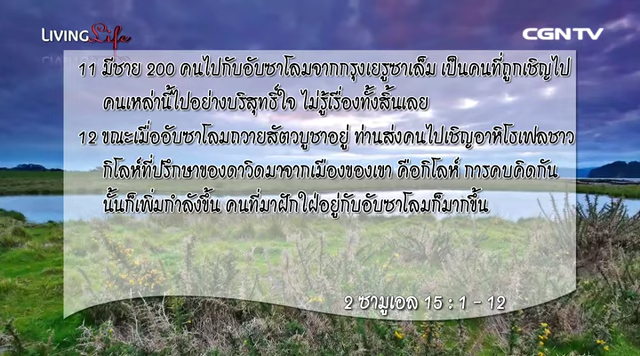 LIVING Life
CGNTV
11 มีชาย 200 คนไปกับอับซาโลมจากกรุงเยรูซาเล็ม เป็นคนที่ถูกเชิญไป
คนเหล่านี้ไปอย่างบริสุทธิ์ใจ ไม่รู้เรื่องทั้งสิ้นเลย
12 ขณะเมื่ออับซาโลมถวายสัตวบูชาอยู่ ท่านส่งคนไปเชิญอาหิโธเฟลชาว
กิโลห์ที่ปรึกษาของดาวิดมาจากเมืองของเขา คือกิโลห์ การคบคิดกัน
นั้นก็เพิ่มกำลังขึ้น คนที่มาฝักใฝ่อยู่กับอับซาโลมก็มากขึ้น
2 ซามูเอล 15 : 1 - 12